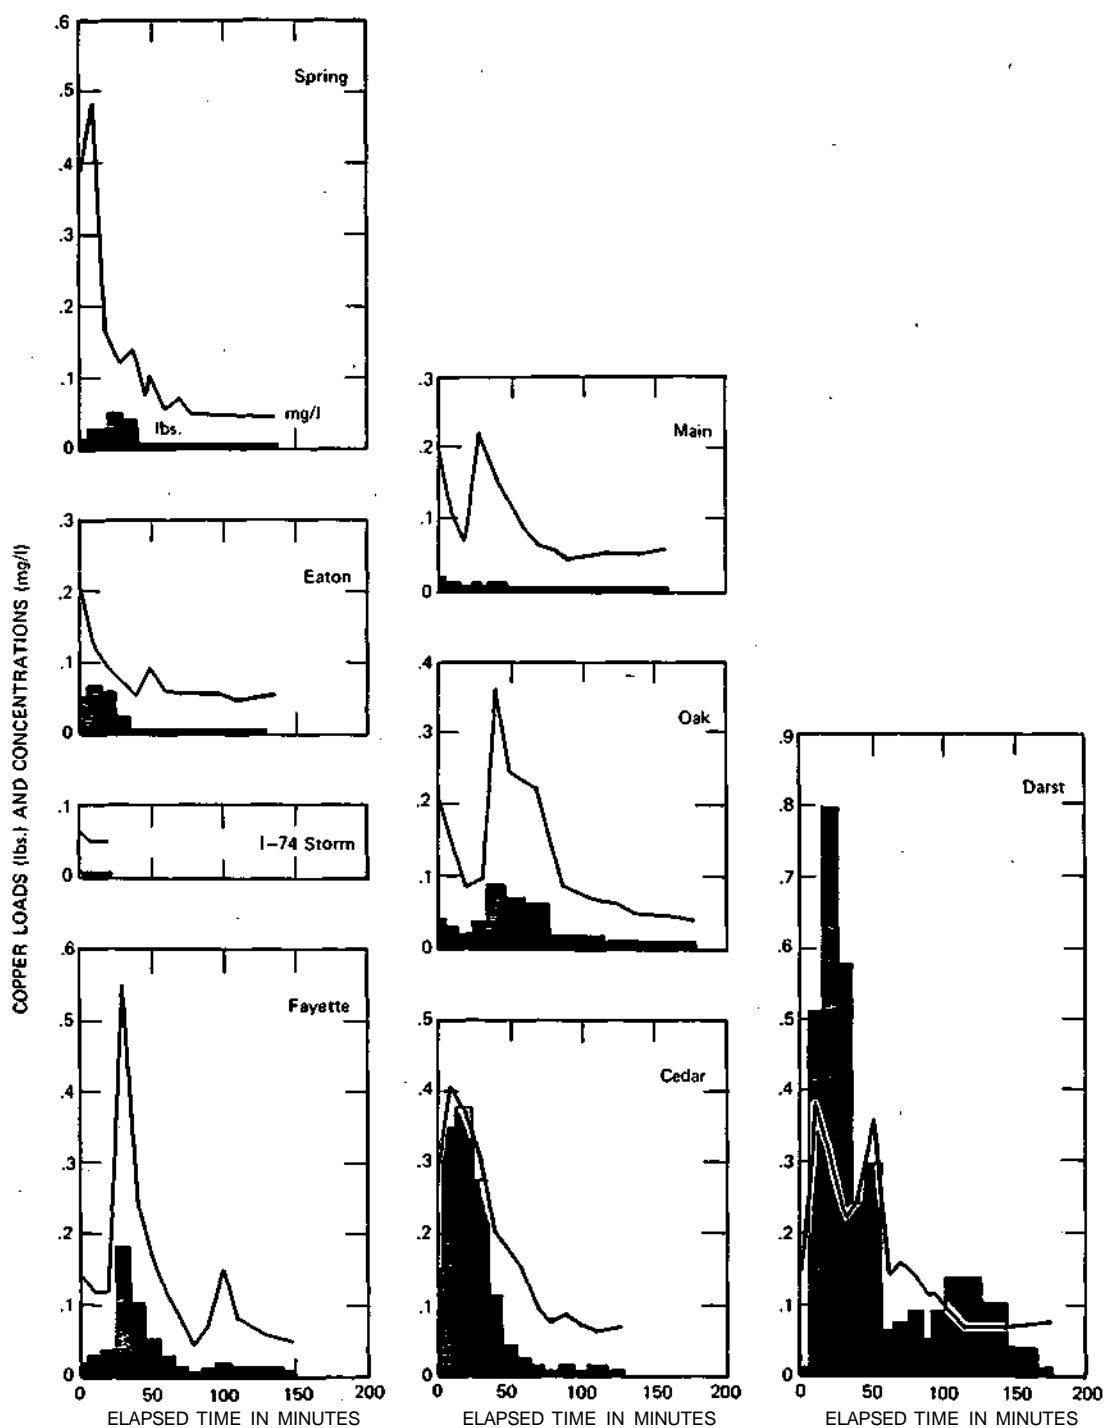 COPPER LOADS (lbs.) AND CONCENTRATIONS (mg/l)
.6
.5
.4
.3
.2
.1
0
Spring
mg/l
lbs.
.3
.2
.1
0
Eaton
.1
0
I-74 Storm
.6
.5
.4
.3
.2
.1
0
Fayette
0 50 100 150 200
ELAPSED TIME IN MINUTES
.3
.2
.1
0
Main
.4
.3
.2
.1
0
Oak
.5
.4
.3
.2
.1
0
Cedar
0 50 100 150 200
ELAPSED TIME IN MINUTES
.9
.8
.7
.6
.5
.4
.3
.2
.1
0
Darst
0 50 100 150 200
ELAPSED TIME IN MINUTES